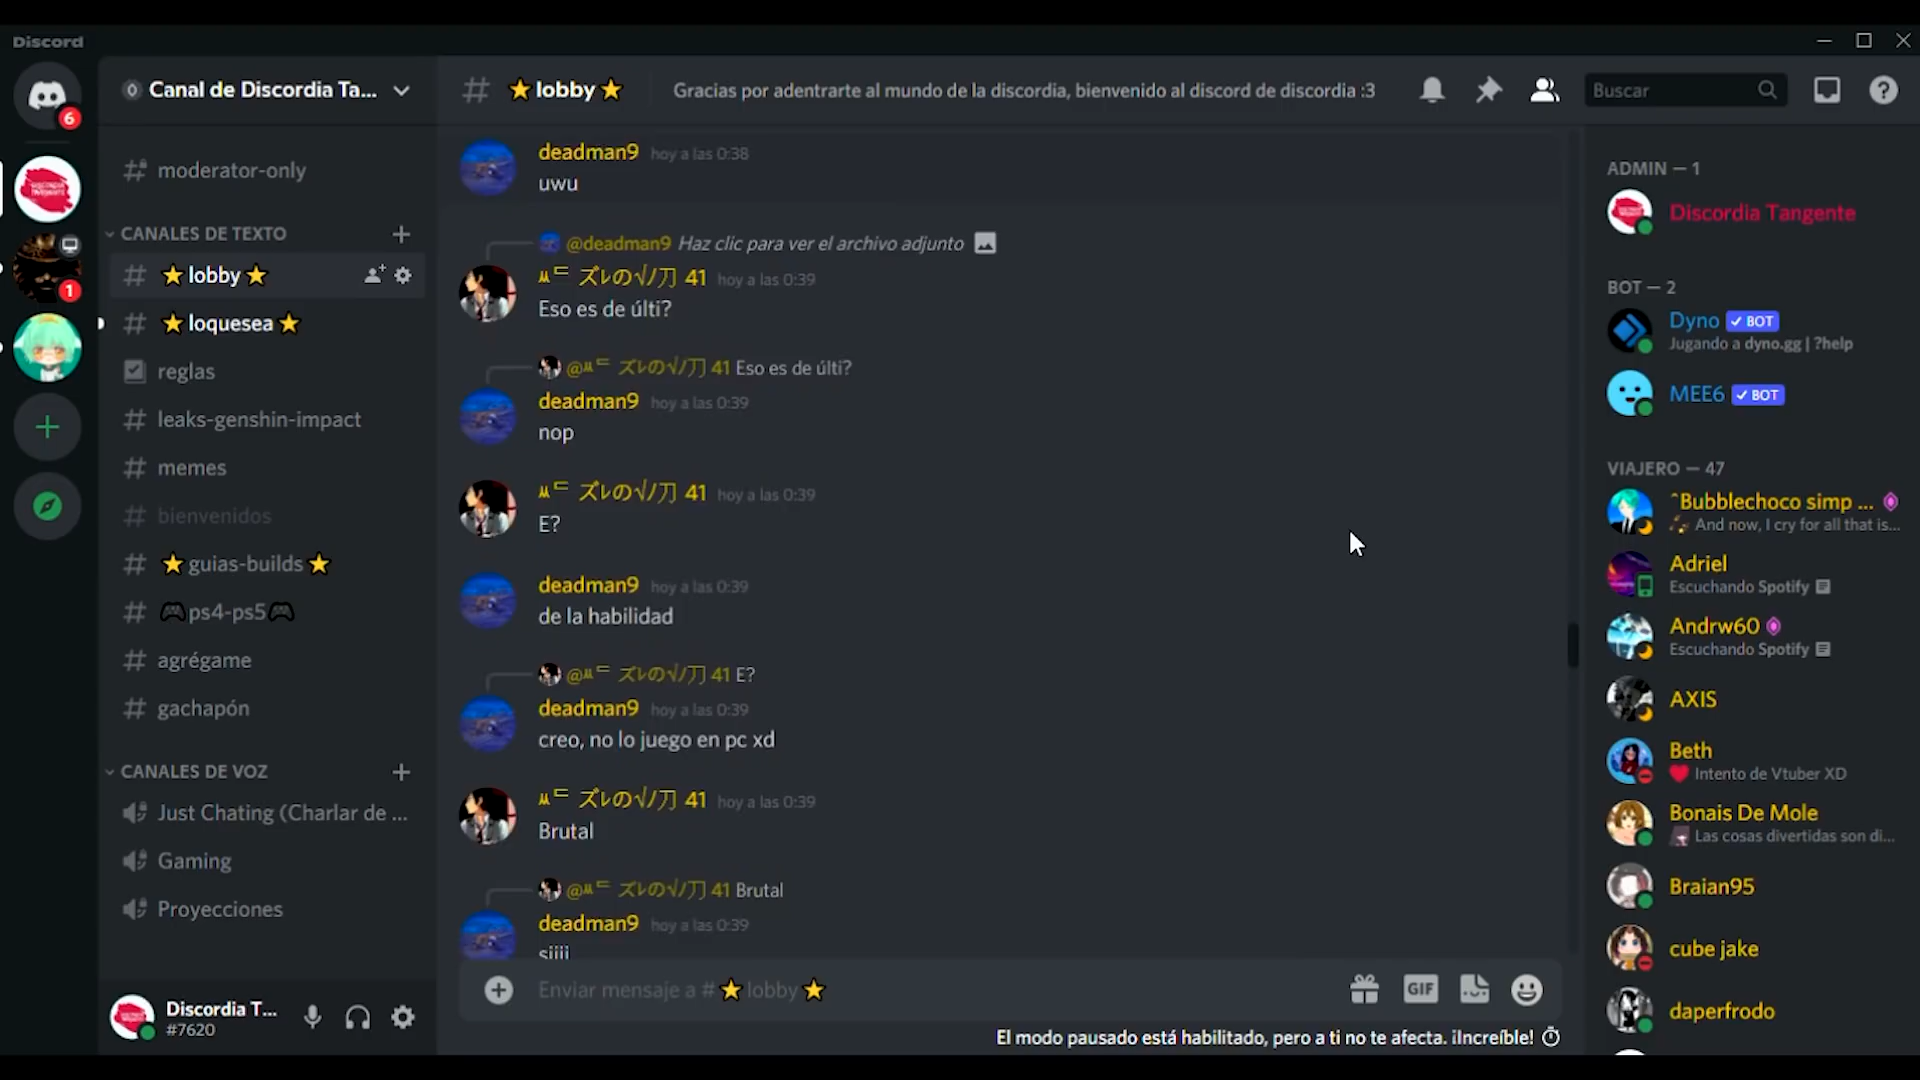 Discord
6
1
Canal de Discordia Ta...
moderator-only
CANALES DE TEXTO
⭐lobby⭐
⭐loquesea⭐
reglas
leaks-genshin-impact
memes
bienvenidos
⭐guias-builds⭐
🎮ps4-ps5🎮
agrégame
gachapón
CANALES DE VOZ
Just Chating (Charlar de ...
Gaming
Proyecciones
Discordia T...
#7620
⭐lobby⭐
Gracias por adentrarte al mundo de la discordia, bienvenido al discord de discordia :3
Buscar
deadman9 hoy a las 0:38
uwu
@deadman9 Haz clic para ver el archivo adjunto
ズレの√/刀 41 hoy a las 0:39
Eso es de últi?
ズレの√/刀 41 Eso es de últi?
deadman9 hoy a las 0:39
nop
ズレの√/刀 41 hoy a las 0:39
E?
deadman9 hoy a las 0:39
de la habilidad
ズレの√/刀 41 E?
deadman9 hoy a las 0:39
creo, no lo juego en pc xd
ズレの√/刀 41 hoy a las 0:39
Brutal
ズレの√/刀 41 Brutal
deadman9 hoy a las 0:39
siiii
Enviar mensaje a #⭐lobby⭐
GIF
El modo pausado está habilitado, pero a ti no te afecta. ¡Increíble!
ADMIN — 1
Discordia Tangente
BOT — 2
Dyno ✓ BOT
Jugando a dyno.gg | ?help
MEE6 ✓ BOT
VIAJERO — 47
ˆBubblechoco simp ...
And now, I cry for all that is...
Adriel
Escuchando Spotify
Andrw60
Escuchando Spotify
AXIS
Beth
❤ Intento de Vtuber XD
Bonais De Mole
Las cosas divertidas son di...
Braian95
cube jake
daperfrodo